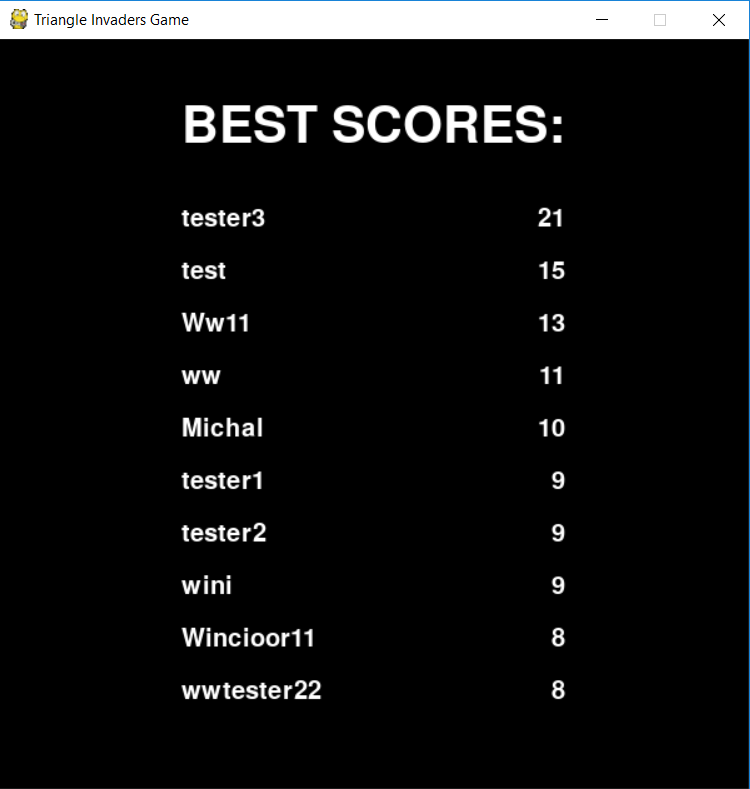 Triangle Invaders Game
BEST SCORES:
tester3 21
test 15
Ww11 13
ww 11
Michal 10
tester1 9
tester2 9
wini 9
Wincioor11 8
wwtester22 8